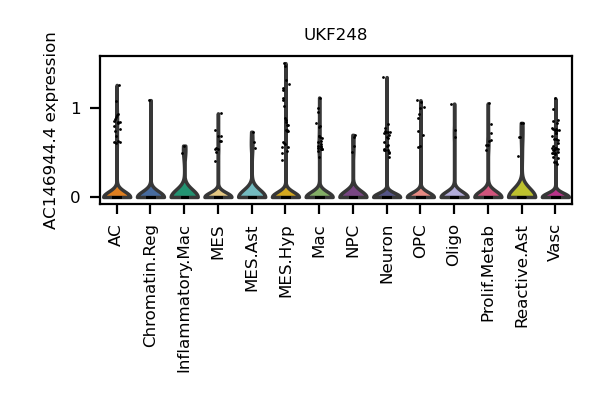 UKF248
AC146944.4 expression
1
0
AC
Chromatin.Reg
Inflammatory.Mac
MES
MES.Ast
MES.Hyp
Mac
NPC
Neuron
OPC
Oligo
Prolif.Metab
Reactive.Ast
Vasc